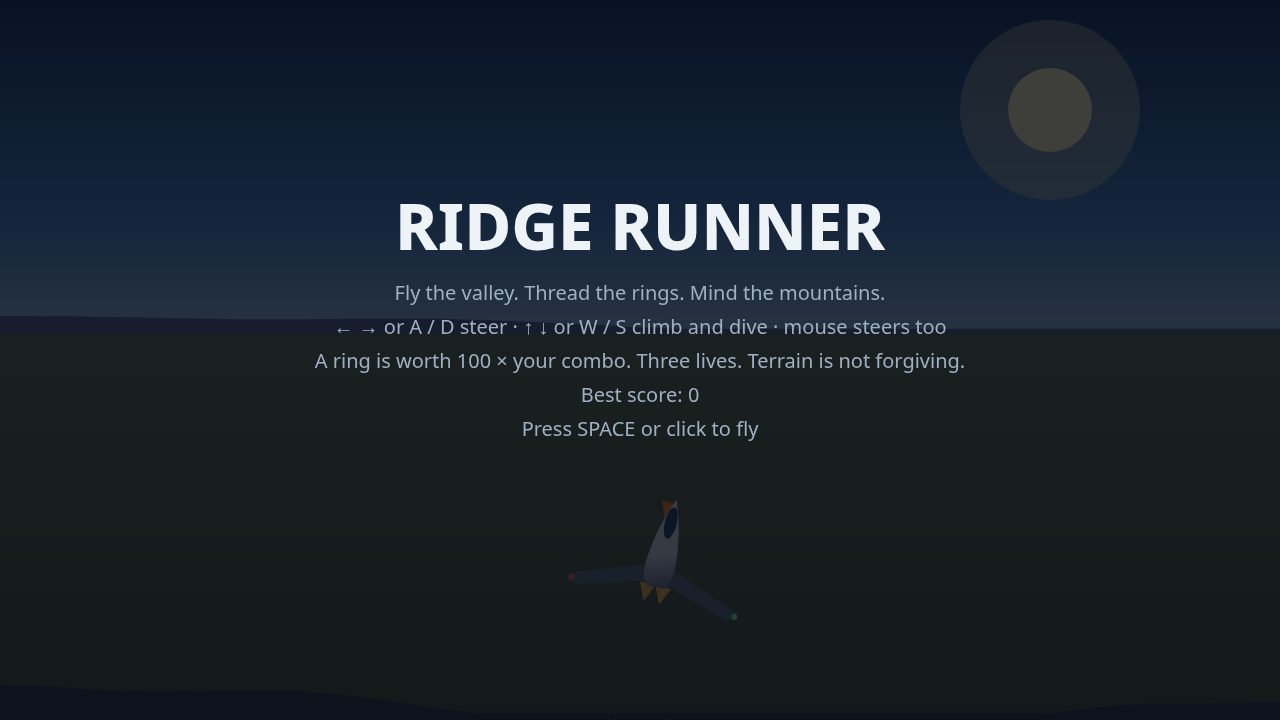 RIDGE RUNNER
Fly the valley. Thread the rings. Mind the mountains.
← → or A / D steer · ↑ ↓ or W / S climb and dive · mouse steers too
A ring is worth 100 × your combo. Three lives. Terrain is not forgiving.
Best score: 0
Press SPACE or click to fly